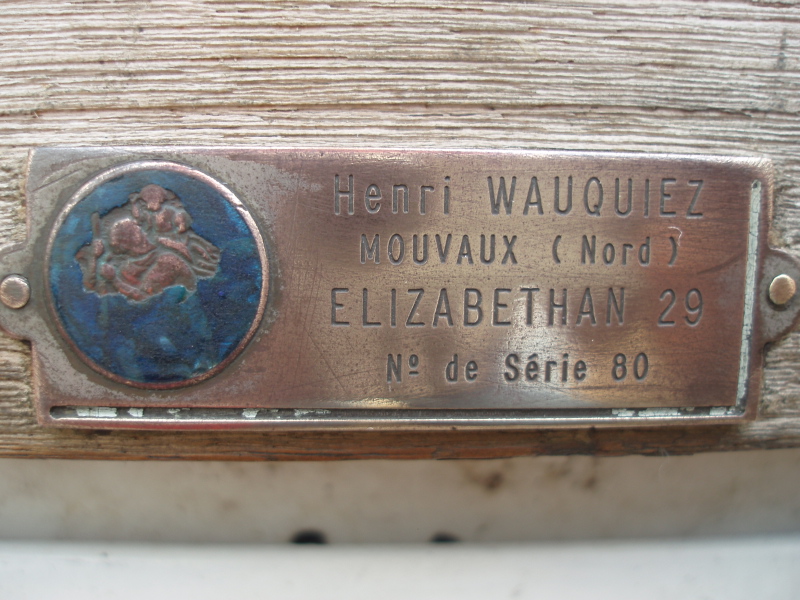 Henri WAUQUIEZ
MOUVAUX (Nord)
ELIZABETHAN 29
Nº de Série 80